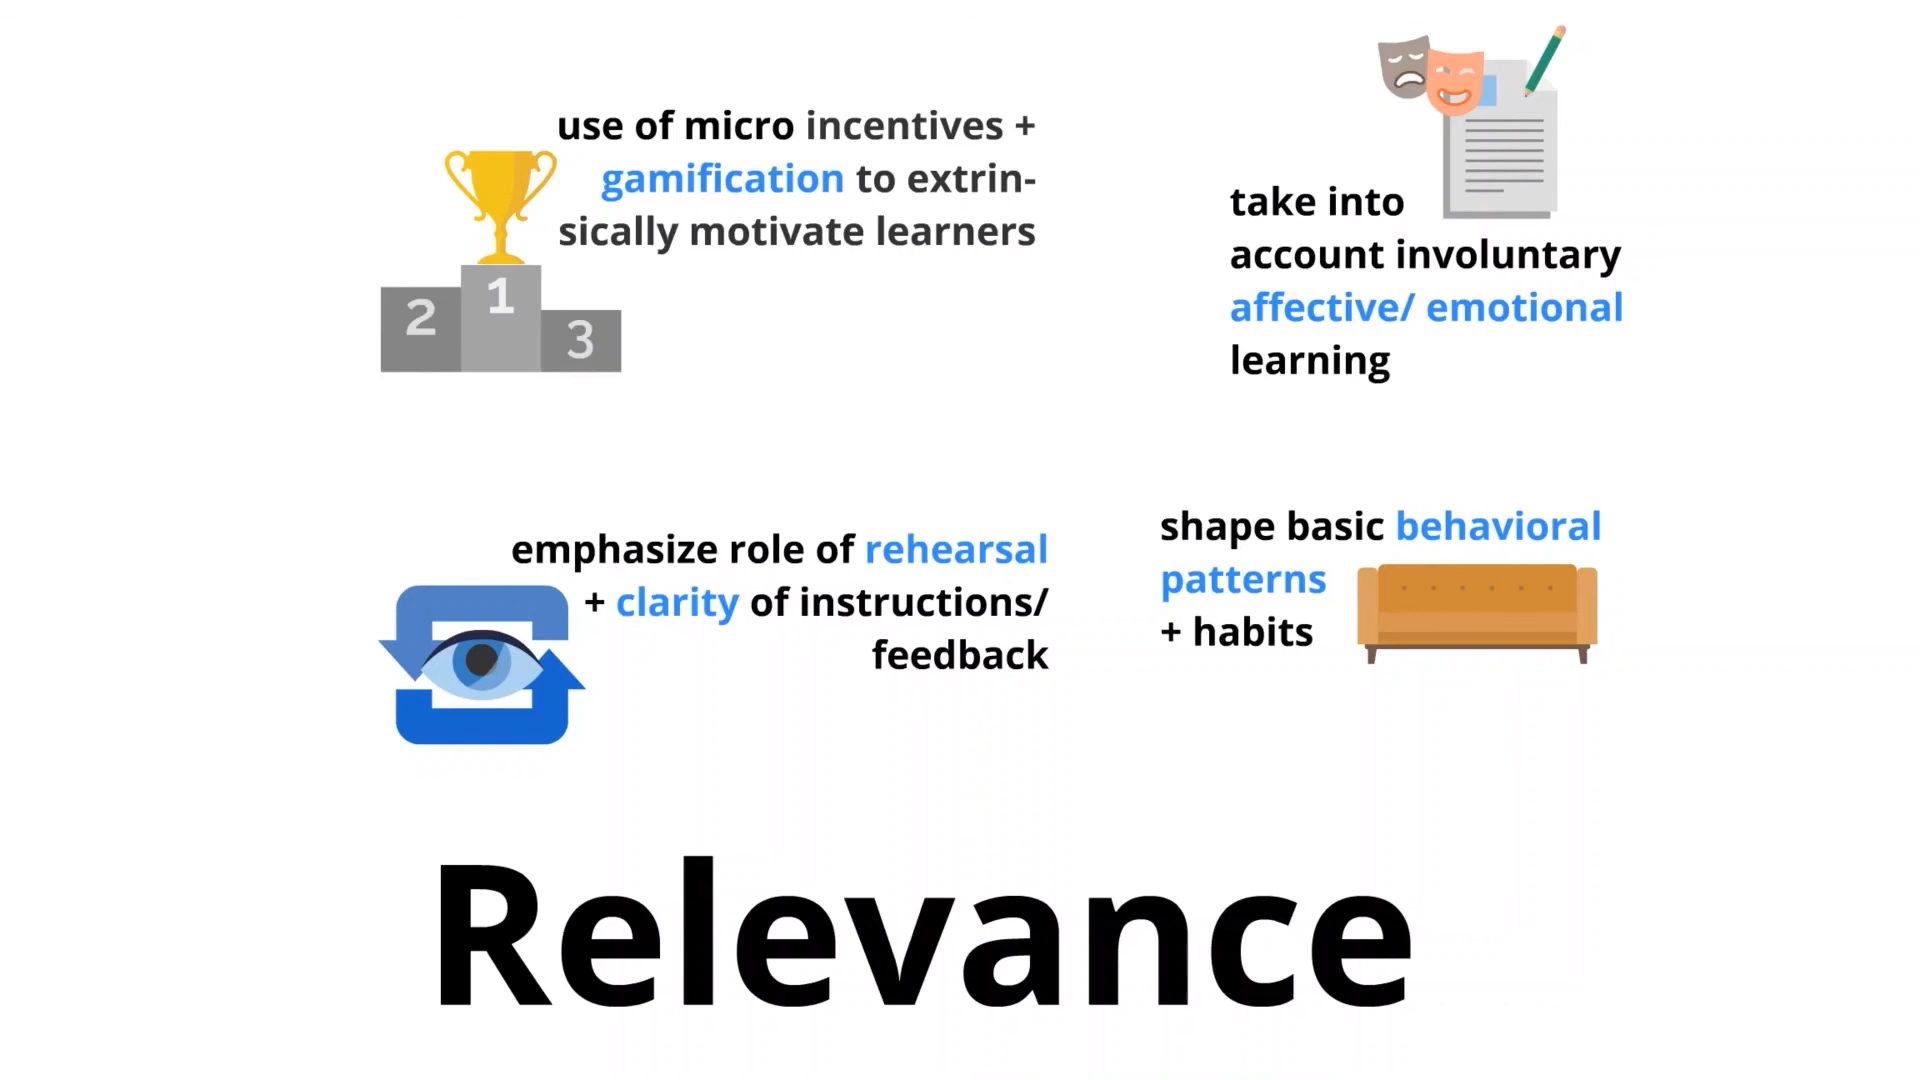 use of micro incentives +
gamification to extrin-
sically motivate learners
1
2
3
take into
account involuntary
affective/ emotional
learning
emphasize role of rehearsal
+ clarity of instructions/
feedback
shape basic behavioral
patterns
+ habits
Relevance